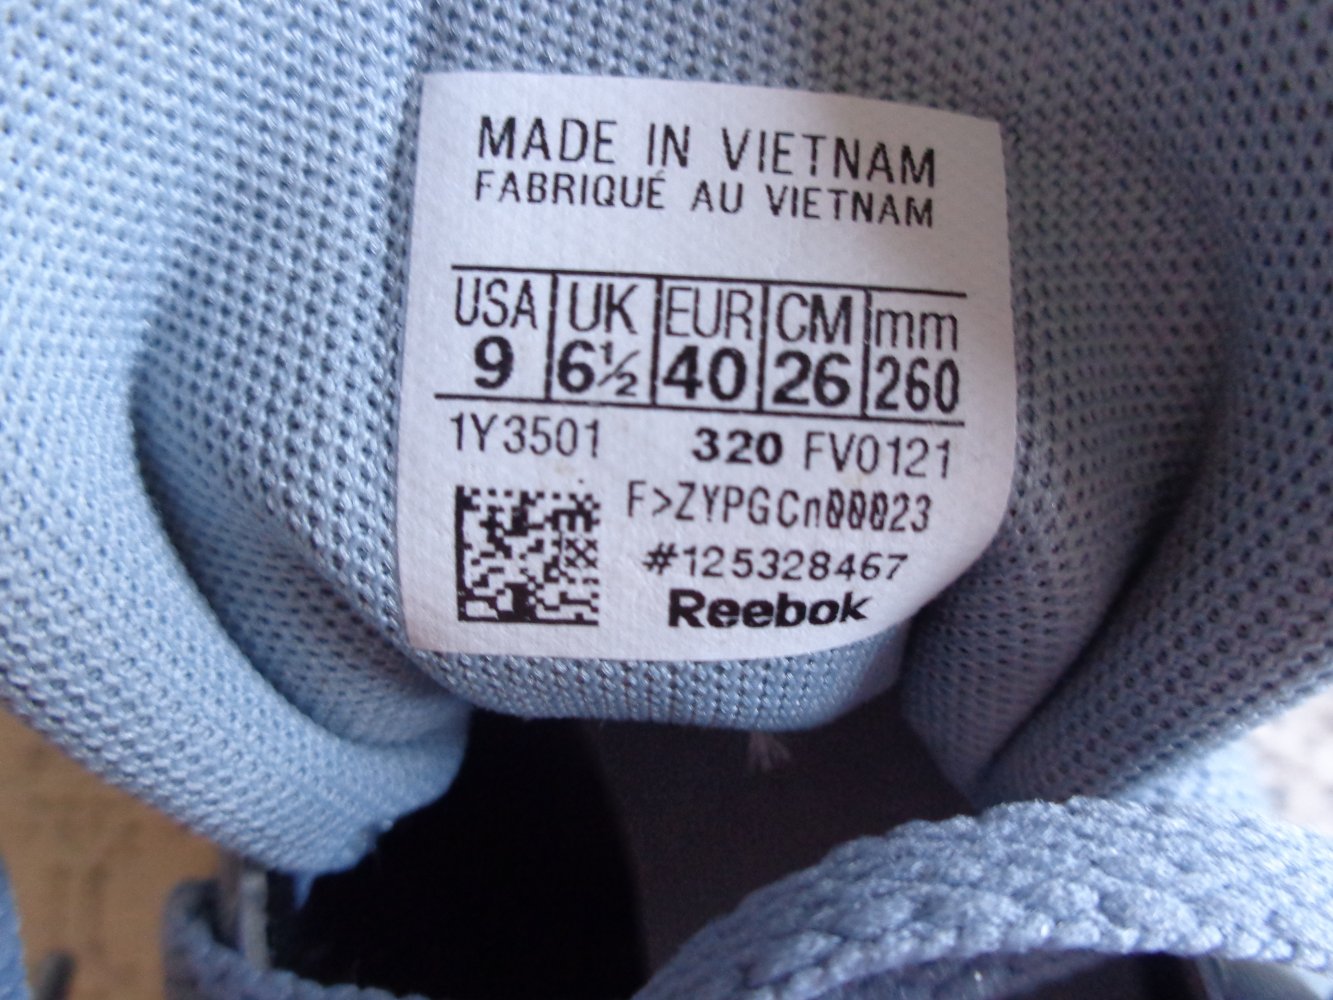 MADE IN VIETNAM
FABRIQUÉ AU VIETNAM
USA UK EUR CM mm
9 6½ 40 26 260
1Y3501 320 FV0121
F>ZYPGCn00023
#125328467
Reebok